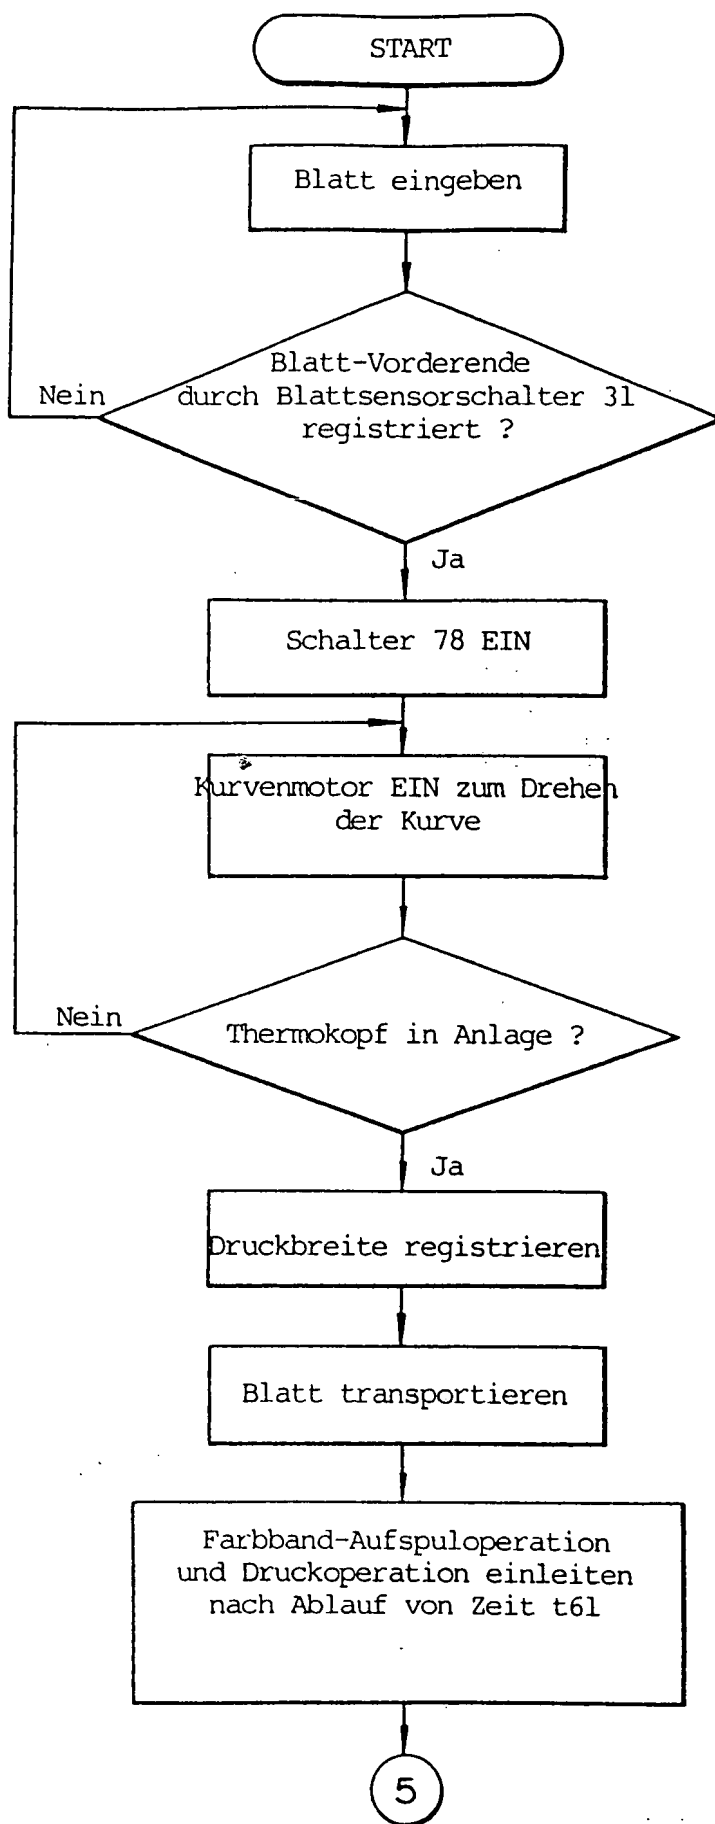 START
Blatt eingeben
Blatt-Vorderende
durch Blattsensorschalter 31
registriert ?
Nein
Ja
Schalter 78 EIN
Kurvenmotor EIN zum Drehen
der Kurve
Thermokopf in Anlage ?
Nein
Ja
Druckbreite registrieren
Blatt transportieren
Farbband-Aufspuloperation
und Druckoperation einleiten
nach Ablauf von Zeit t61
5